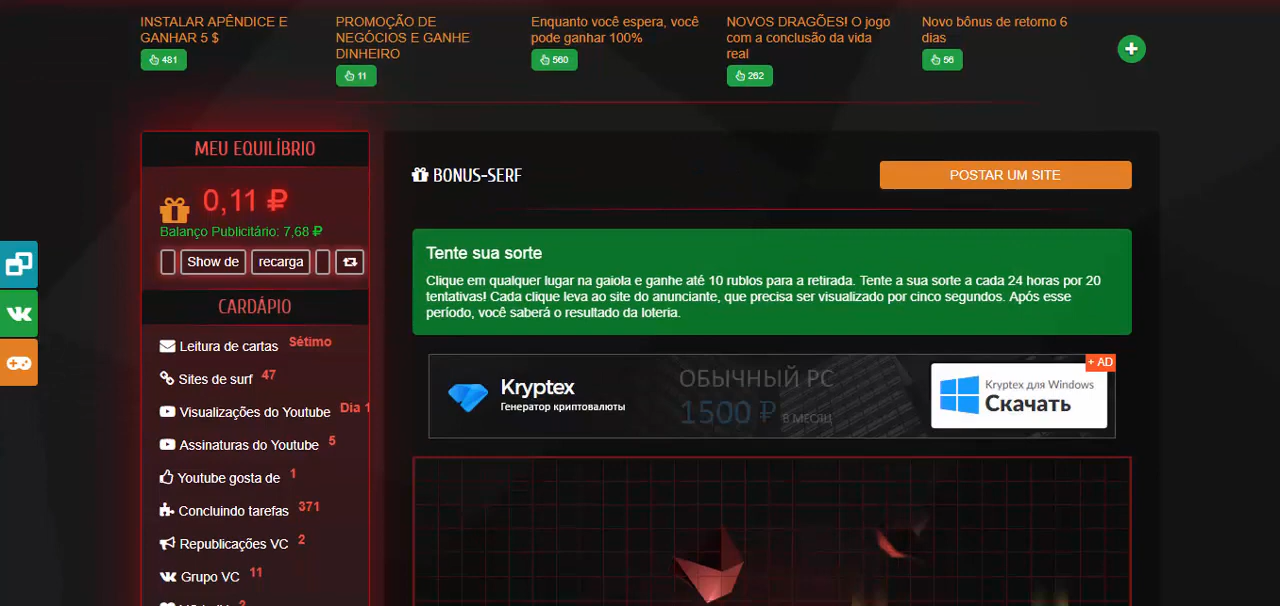 INSTALAR APÊNDICE E
GANHAR 5 $
481
PROMOÇÃO DE
NEGÓCIOS E GANHE
DINHEIRO
11
Enquanto você espera, você
pode ganhar 100%
560
NOVOS DRAGÕES! O jogo
com a conclusão da vida
real
262
Novo bônus de retorno 6
dias
56
MEU EQUILÍBRIO
0,11 ₽
Balanço Publicitário: 7,68 ₽
Show de
recarga
CARDÁPIO
Leitura de cartas Sétimo
Sites de surf 47
Visualizações do Youtube Dia 1
Assinaturas do Youtube 5
Youtube gosta de 1
Concluindo tarefas 371
Republicações VC 2
Grupo VC 11
2
BONUS-SERF
POSTAR UM SITE
Tente sua sorte
Clique em qualquer lugar na gaiola e ganhe até 10 rublos para a retirada. Tente a sua sorte a cada 24 horas por 20
tentativas! Cada clique leva ao site do anunciante, que precisa ser visualizado por cinco segundos. Após esse
período, você saberá o resultado da loteria.
+ AD
Kryptex
Генератор криптовалюты
ОБЫЧНЫЙ PC
1500 ₽ В МЕСЯЦ
Kryptex для Windows
Скачать